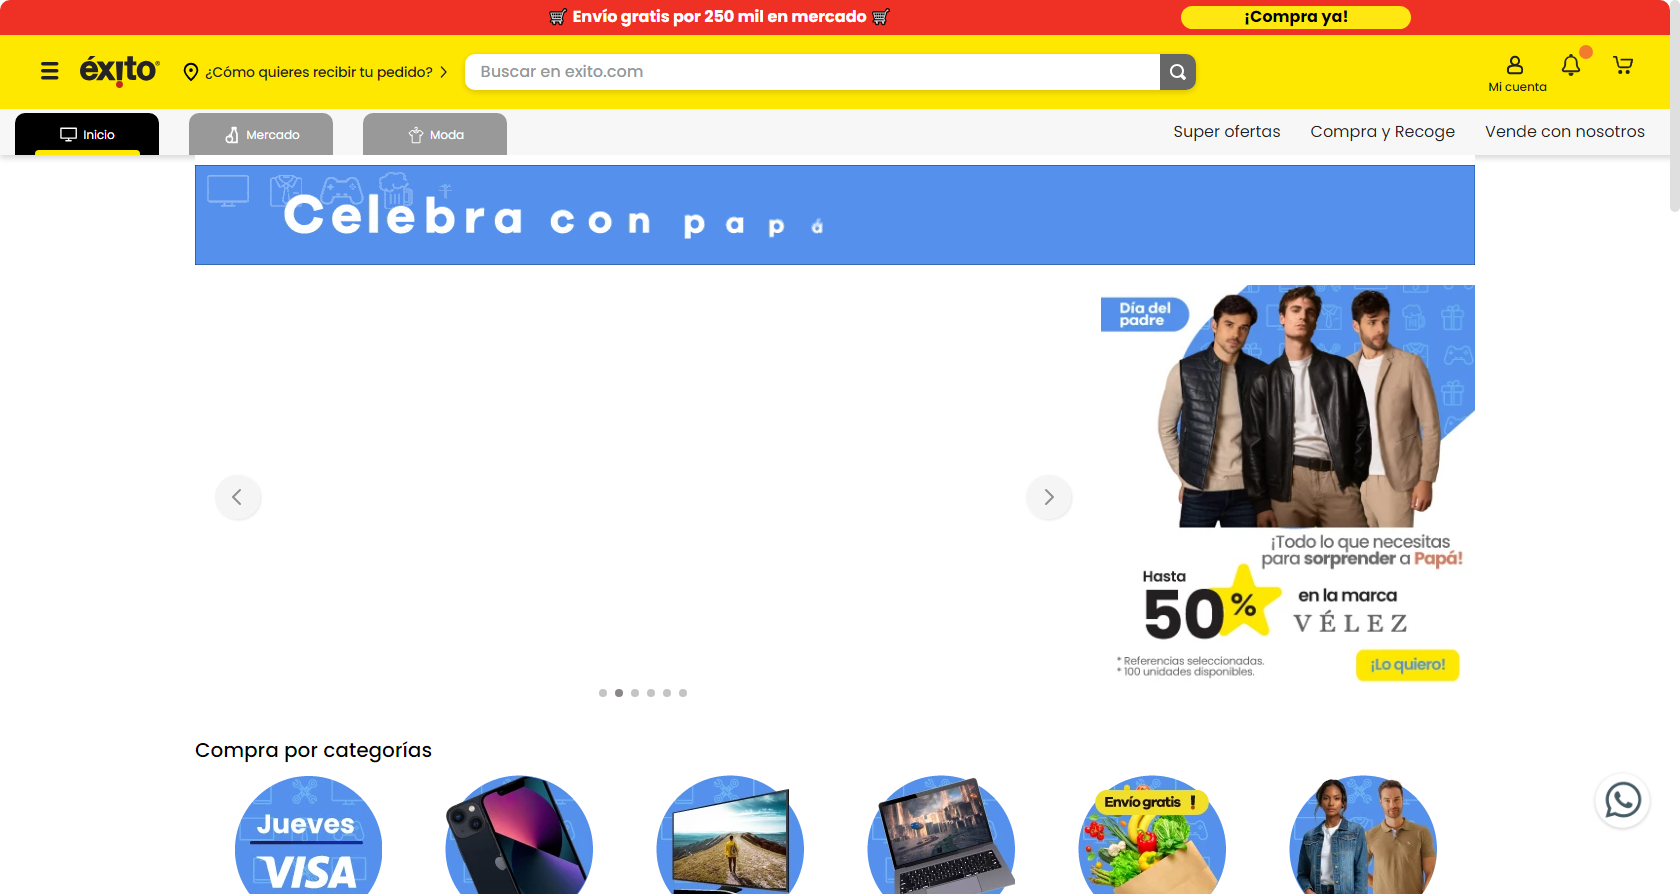 🛒 Envío gratis por 250 mil en mercado 🛒
¡Compra ya!
éxito
¿Cómo quieres recibir tu pedido?
Buscar en exito.com
Mi cuenta
Inicio
Mercado
Moda
Super ofertas
Compra y Recoge
Vende con nosotros
Celebra con papá
Día del
padre
¡Todo lo que necesitas
para sorprender a Papá!
Hasta
50%
en la marca
VÉLEZ
* Referencias seleccionadas.
* 100 unidades disponibles.
¡Lo quiero!
Compra por categorías
Jueves
VISA
Envío gratis !